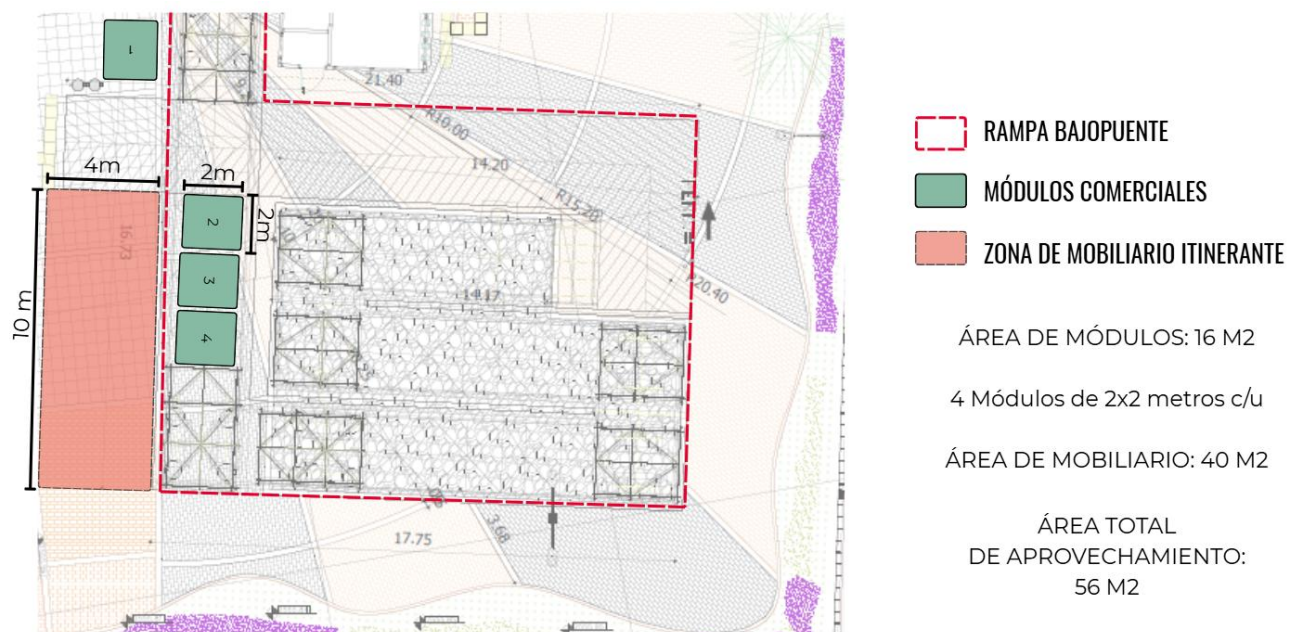 1
21.40
R10.00
4m
2m
14.20
2
2m
R15.20
16.73
3
10 m
14.17
R20.40
4
3.68
17.75
RAMPA BAJOPUENTE
MÓDULOS COMERCIALES
ZONA DE MOBILIARIO ITINERANTE
ÁREA DE MÓDULOS: 16 M2
4 Módulos de 2x2 metros c/u
ÁREA DE MOBILIARIO: 40 M2
ÁREA TOTAL
DE APROVECHAMIENTO:
56 M2